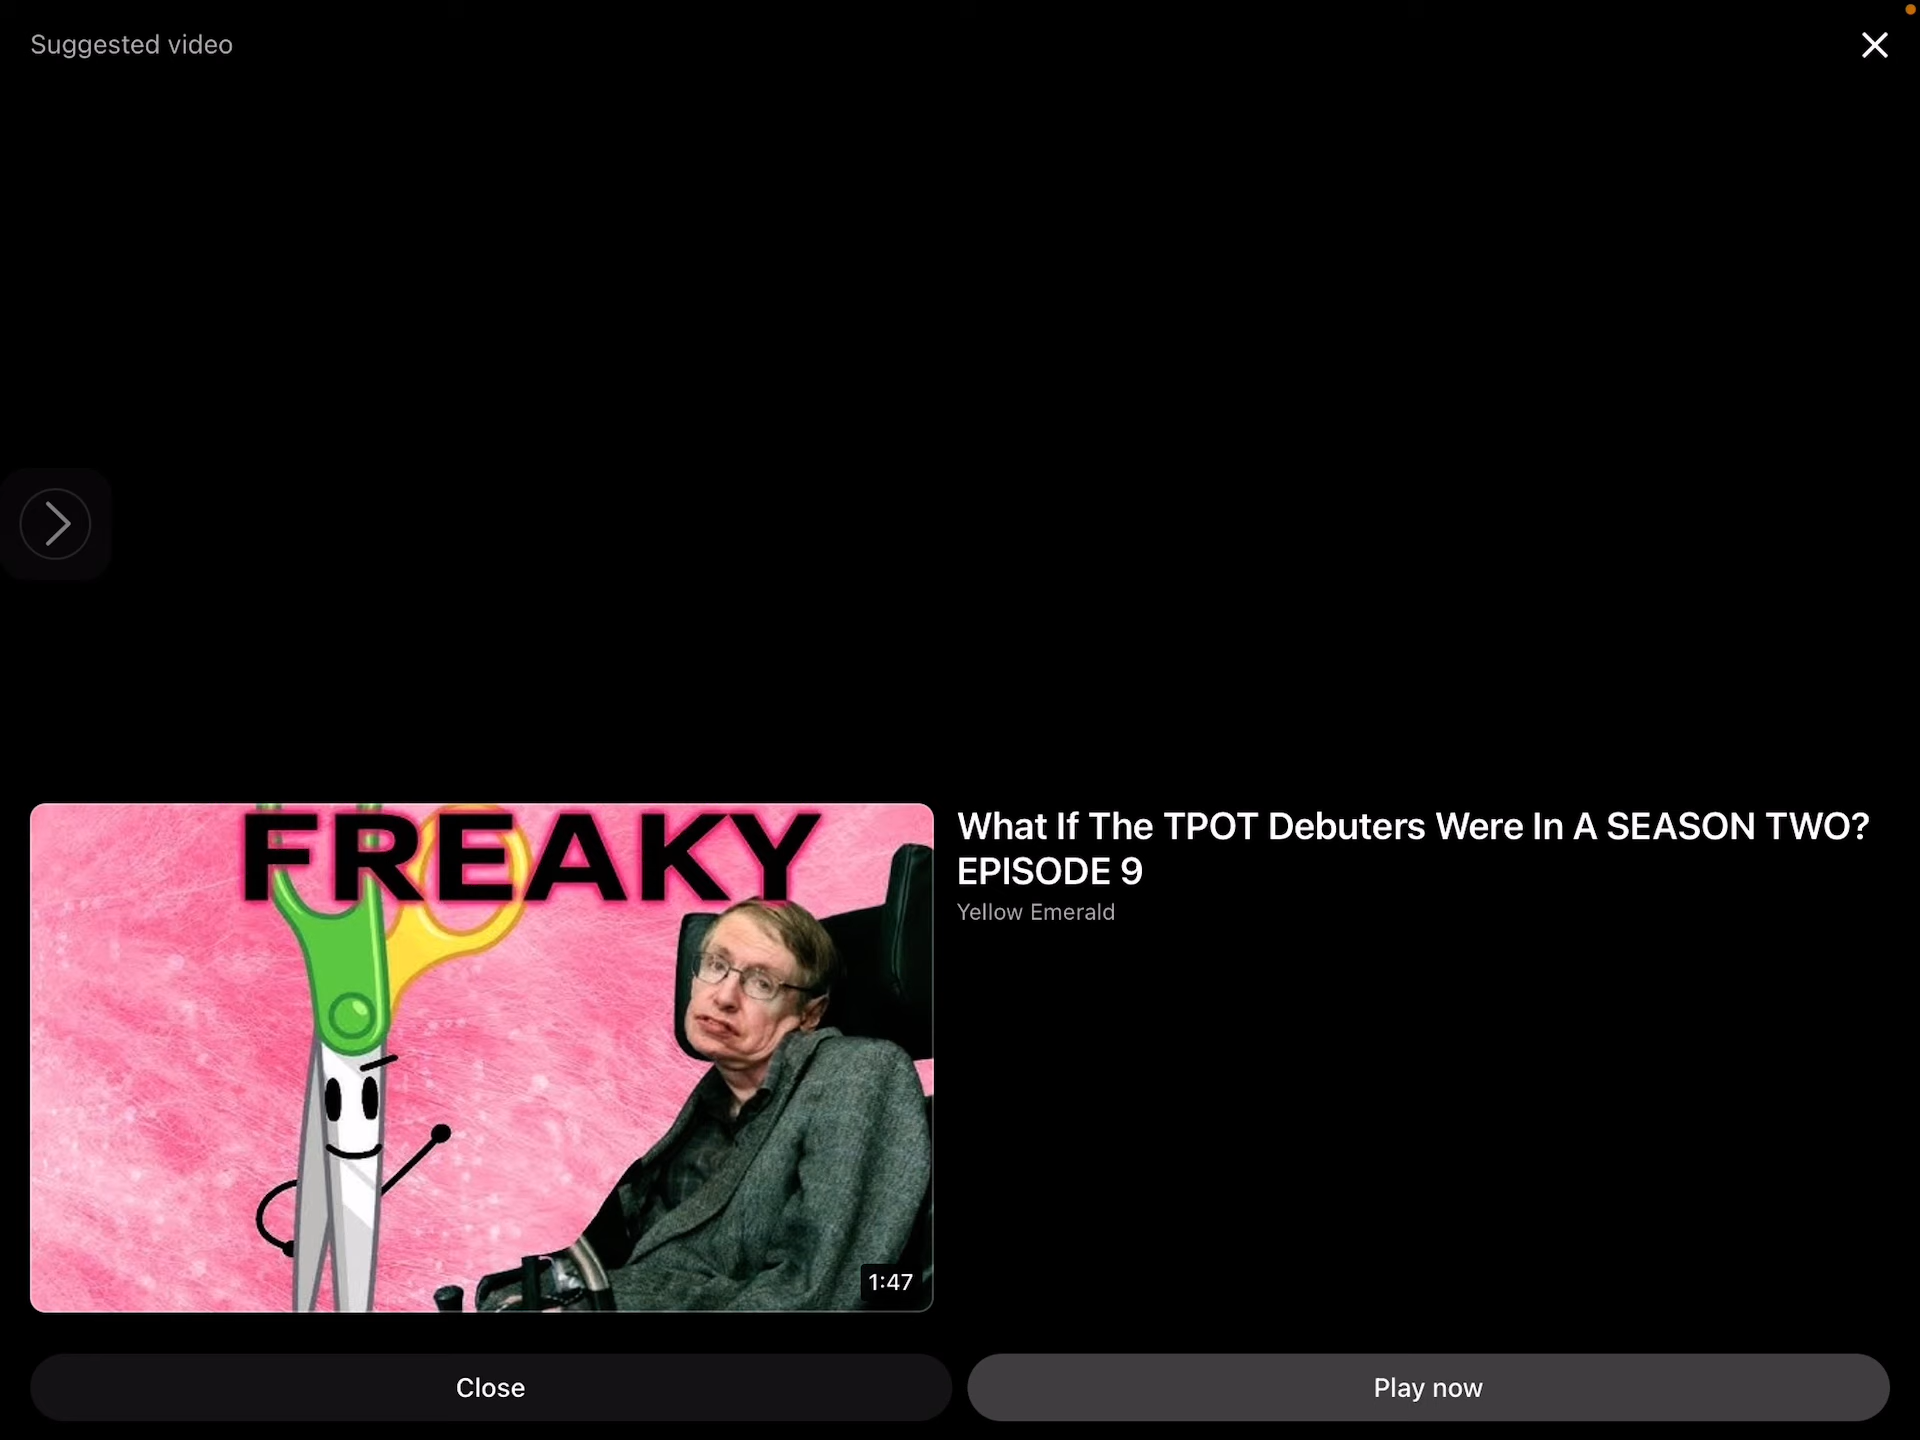 Suggested video
FREAKY
1:47
What If The TPOT Debuters Were In A SEASON TWO?
EPISODE 9
Yellow Emerald
Close
Play now